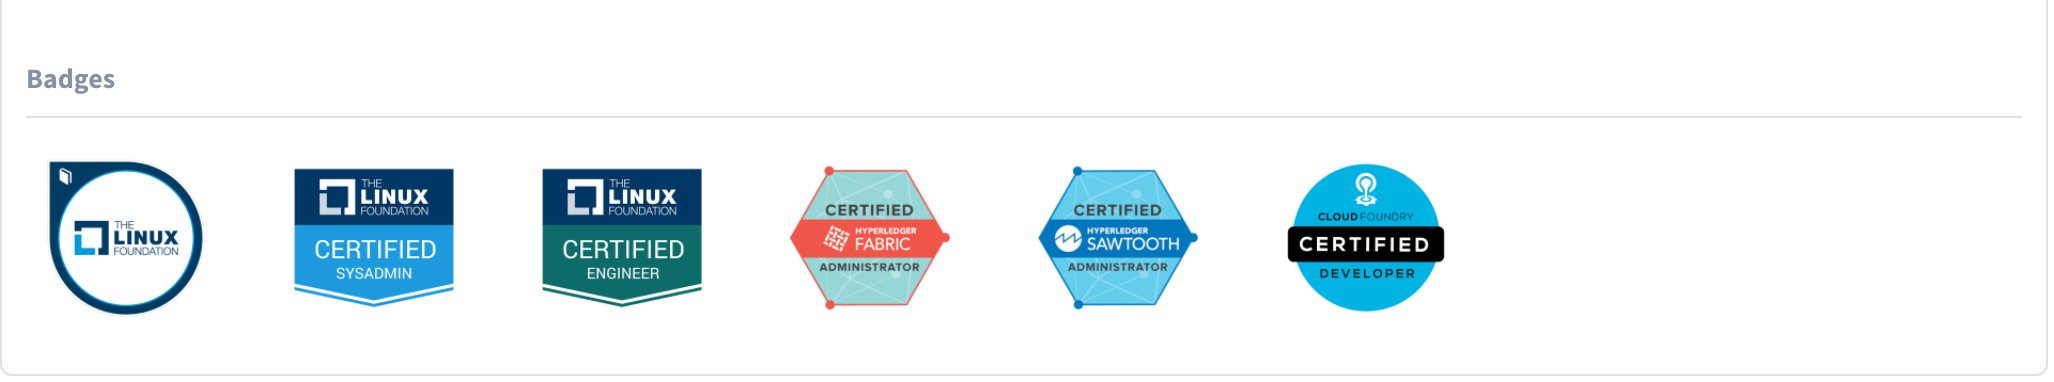 Badges
THE
LINUX
FOUNDATION
THE
LINUX
FOUNDATION
CERTIFIED
SYSADMIN
THE
LINUX
FOUNDATION
CERTIFIED
ENGINEER
CERTIFIED
HYPERLEDGER
FABRIC
ADMINISTRATOR
CERTIFIED
HYPERLEDGER
SAWTOOTH
ADMINISTRATOR
CLOUD FOUNDRY
CERTIFIED
DEVELOPER